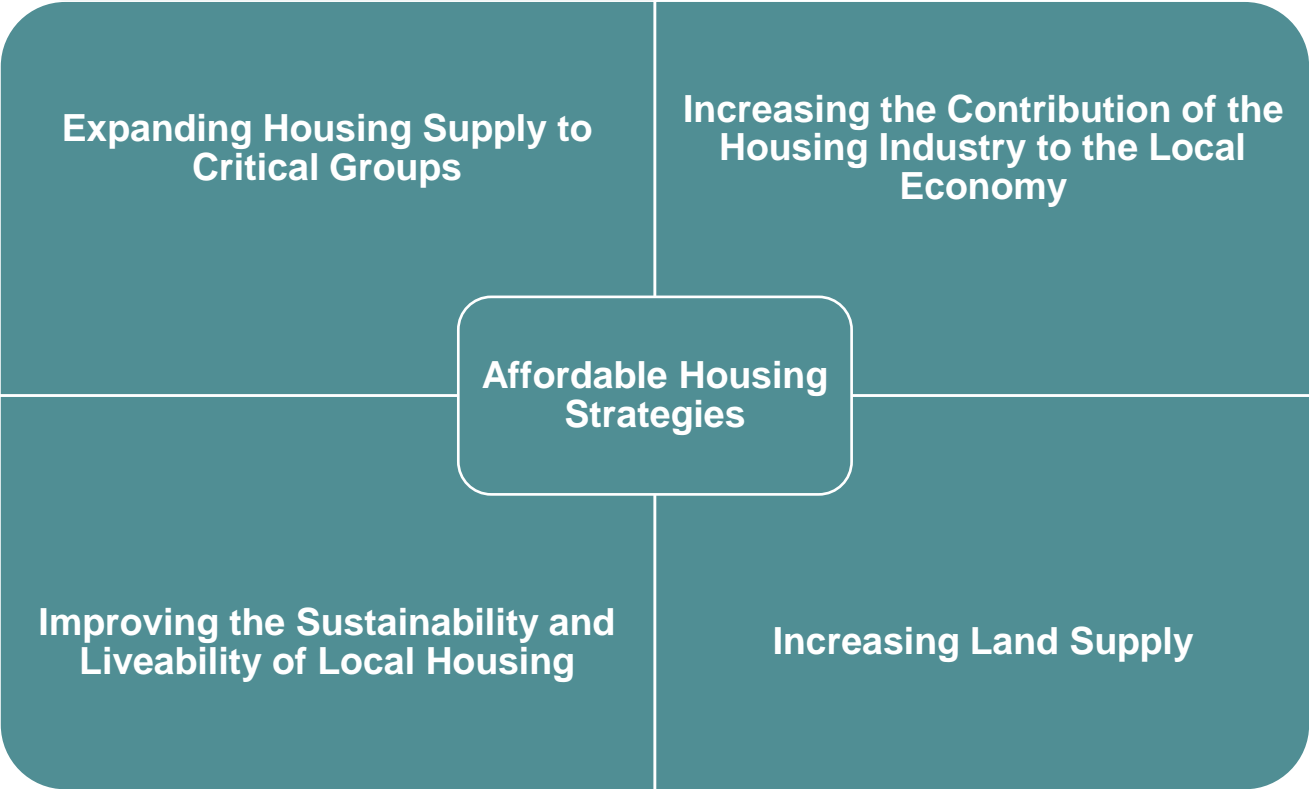 Expanding Housing Supply to
Critical Groups
Increasing the Contribution of the
Housing Industry to the Local
Economy
Affordable Housing
Strategies
Improving the Sustainability and
Liveability of Local Housing
Increasing Land Supply